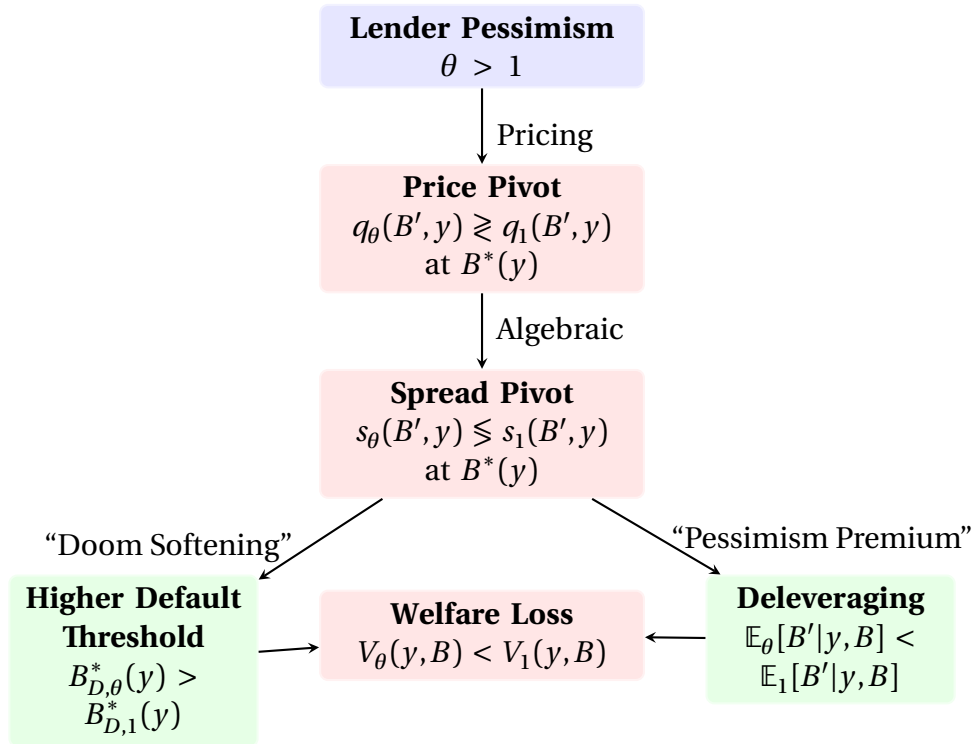 Lender Pessimism
θ > 1
Pricing
Price Pivot
q_θ(B′, y) ≷ q_1(B′, y)
at B*(y)
Algebraic
Spread Pivot
s_θ(B′, y) ≶ s_1(B′, y)
at B*(y)
“Doom Softening”
“Pessimism Premium”
Higher Default
Threshold
B*_{D,θ}(y) >
B*_{D,1}(y)
Welfare Loss
V_θ(y, B) < V_1(y, B)
Deleveraging
𝔼_θ[B′|y, B] <
𝔼_1[B′|y, B]